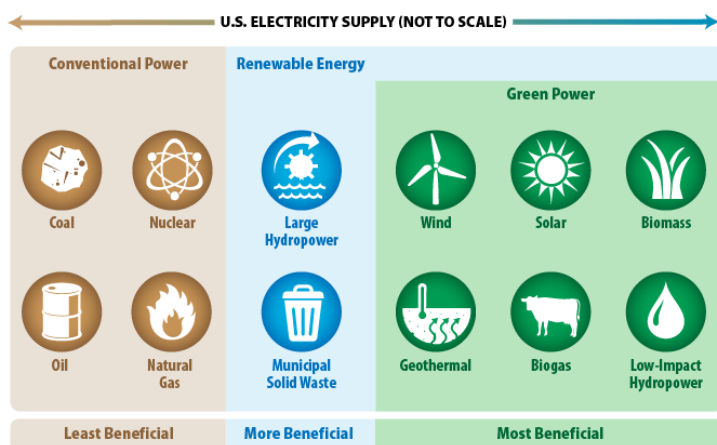 U.S. ELECTRICITY SUPPLY (NOT TO SCALE)
Conventional Power
Renewable Energy
Green Power
Coal
Nuclear
Large
Hydropower
Wind
Solar
Biomass
Oil
Natural
Gas
Municipal
Solid Waste
Geothermal
Biogas
Low-Impact
Hydropower
Least Beneficial
More Beneficial
Most Beneficial